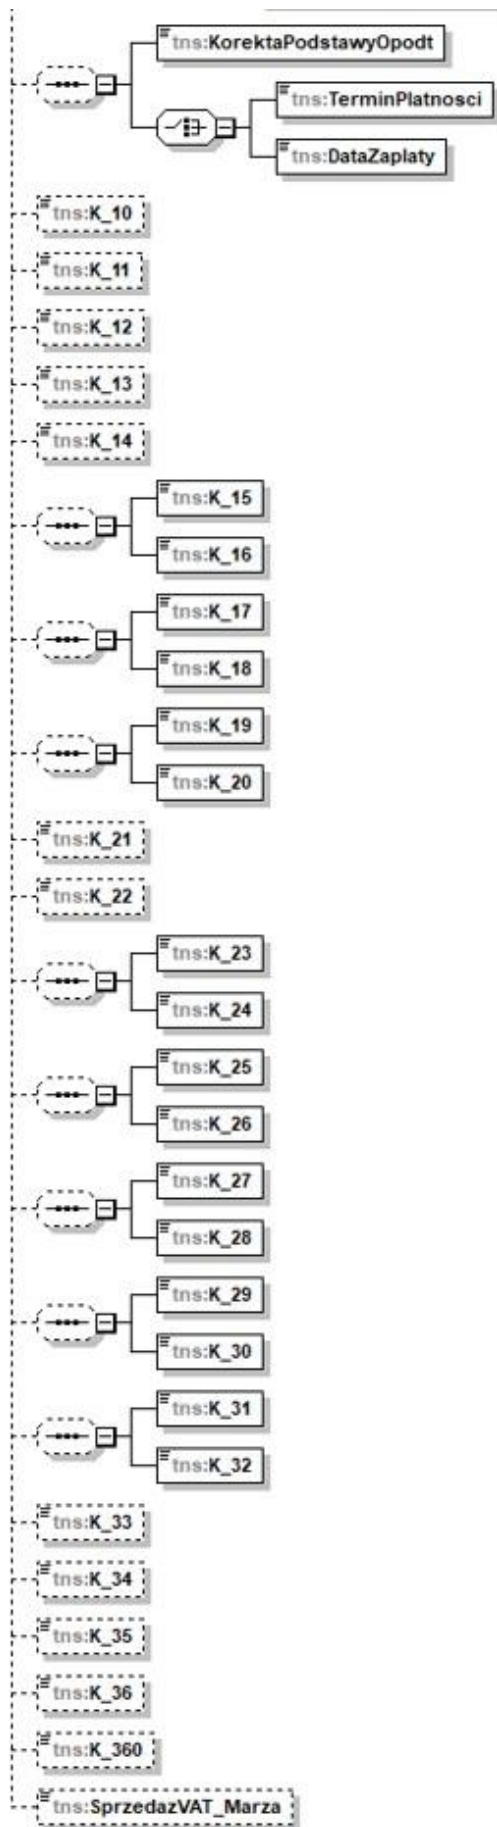 tns:KorektaPodstawyOpodt
tns:TerminPlatnosci
tns:DataZaplaty
tns:K_10
tns:K_11
tns:K_12
tns:K_13
tns:K_14
tns:K_15
tns:K_16
tns:K_17
tns:K_18
tns:K_19
tns:K_20
tns:K_21
tns:K_22
tns:K_23
tns:K_24
tns:K_25
tns:K_26
tns:K_27
tns:K_28
tns:K_29
tns:K_30
tns:K_31
tns:K_32
tns:K_33
tns:K_34
tns:K_35
tns:K_36
tns:K_360
tns:SprzedazVAT_Marza